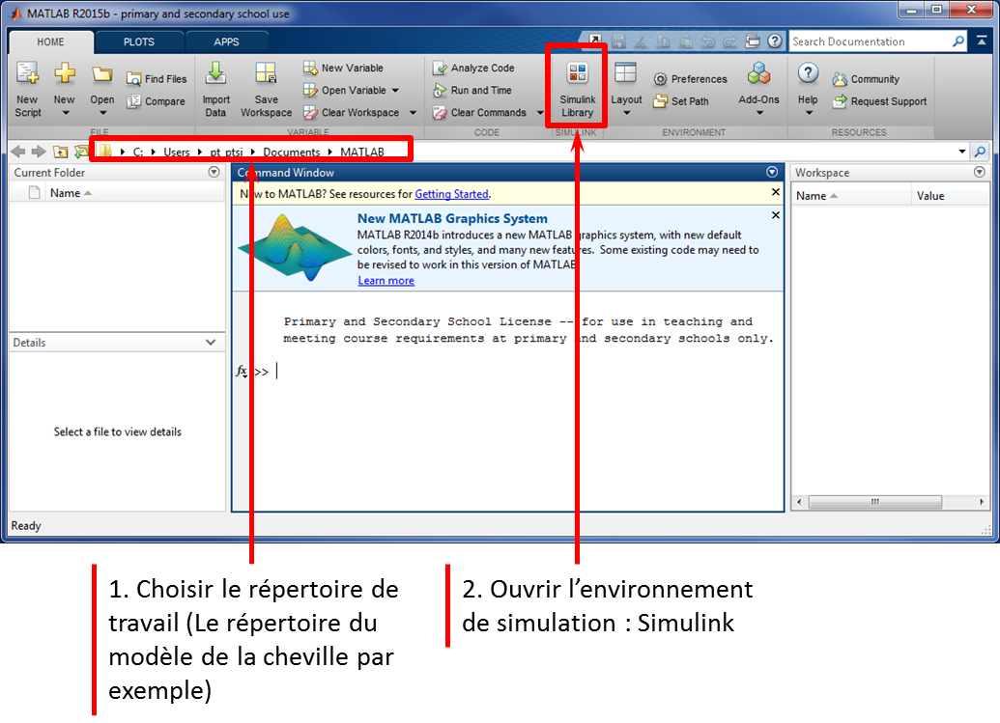 MATLAB R2015b - primary and secondary school use
HOME
PLOTS
APPS
Search Documentation
New Script
New
Open
Find Files
Compare
Import Data
Save Workspace
New Variable
Open Variable
Clear Workspace
Analyze Code
Run and Time
Clear Commands
Simulink Library
Layout
Preferences
Set Path
Add-Ons
Help
Community
Request Support
FILE
VARIABLE
CODE
SIMULINK
ENVIRONMENT
RESOURCES
C: Users pt_ptsi Documents MATLAB
Current Folder
Name
Details
Select a file to view details
Command Window
New to MATLAB? See resources for Getting Started.
New MATLAB Graphics System
MATLAB R2014b introduces a new MATLAB graphics system, with new default
colors, fonts, and styles, and many new features. Some existing code may need to
be revised to work in this version of MATLAB.
Learn more
Primary and Secondary School License -- for use in teaching and
meeting course requirements at primary and secondary schools only.
fx >>
Workspace
Name
Value
Ready
1. Choisir le répertoire de
travail (Le répertoire du
modèle de la cheville par
exemple)
2. Ouvrir l’environnement
de simulation : Simulink